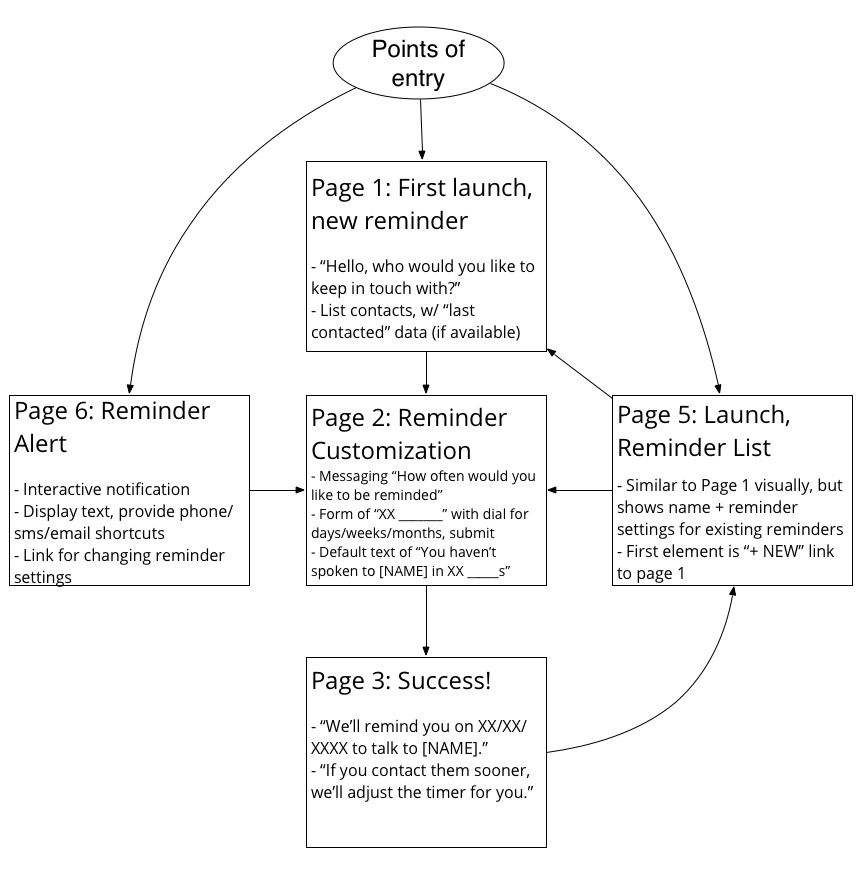 Points of
entry
Page 1: First launch,
new reminder
- “Hello, who would you like to
keep in touch with?”
- List contacts, w/ “last
contacted” data (if available)
Page 6: Reminder
Alert
- Interactive notification
- Display text, provide phone/
sms/email shortcuts
- Link for changing reminder
settings
Page 2: Reminder
Customization
- Messaging “How often would you
like to be reminded”
- Form of “XX _______” with dial for
days/weeks/months, submit
- Default text of “You haven’t
spoken to [NAME] in XX _____s”
Page 5: Launch,
Reminder List
- Similar to Page 1 visually, but
shows name + reminder
settings for existing reminders
- First element is “+ NEW” link
to page 1
Page 3: Success!
- “We’ll remind you on XX/XX/
XXXX to talk to [NAME].”
- “If you contact them sooner,
we’ll adjust the timer for you.”